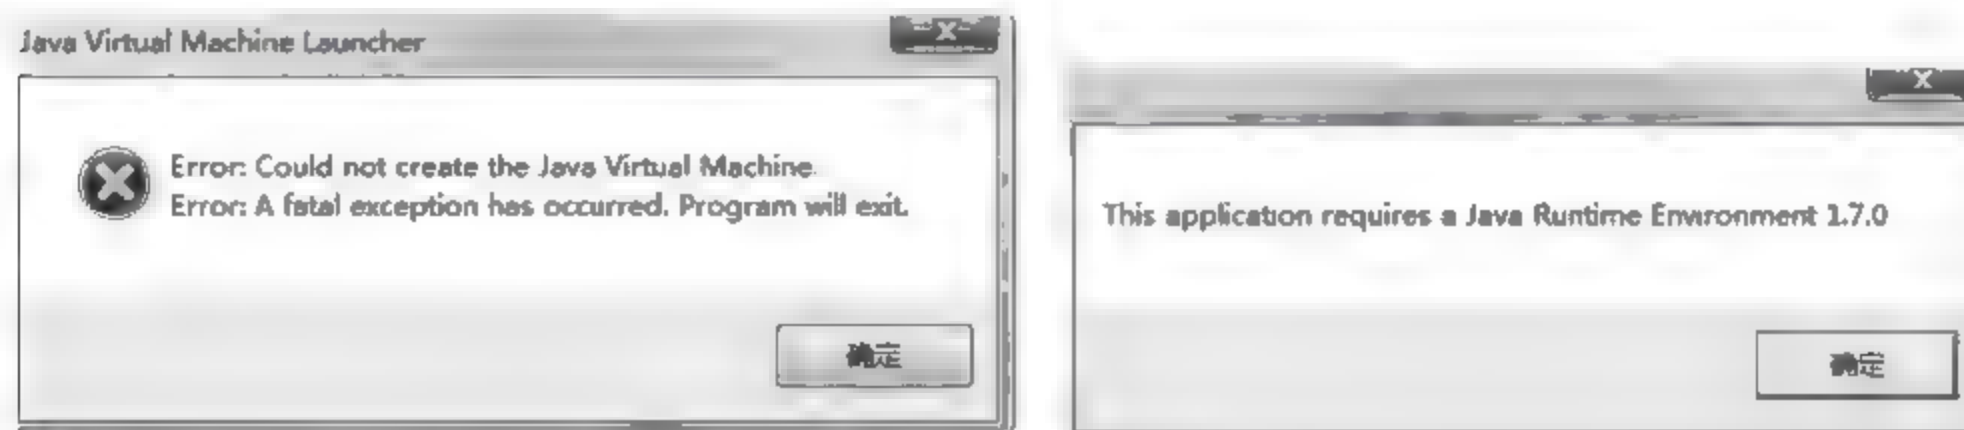 Java Virtual Machine Launcher
Error: Could not create the Java Virtual Machine.
Error: A fatal exception has occurred. Program will exit.
确定
This application requires a Java Runtime Environment 1.7.0
确定